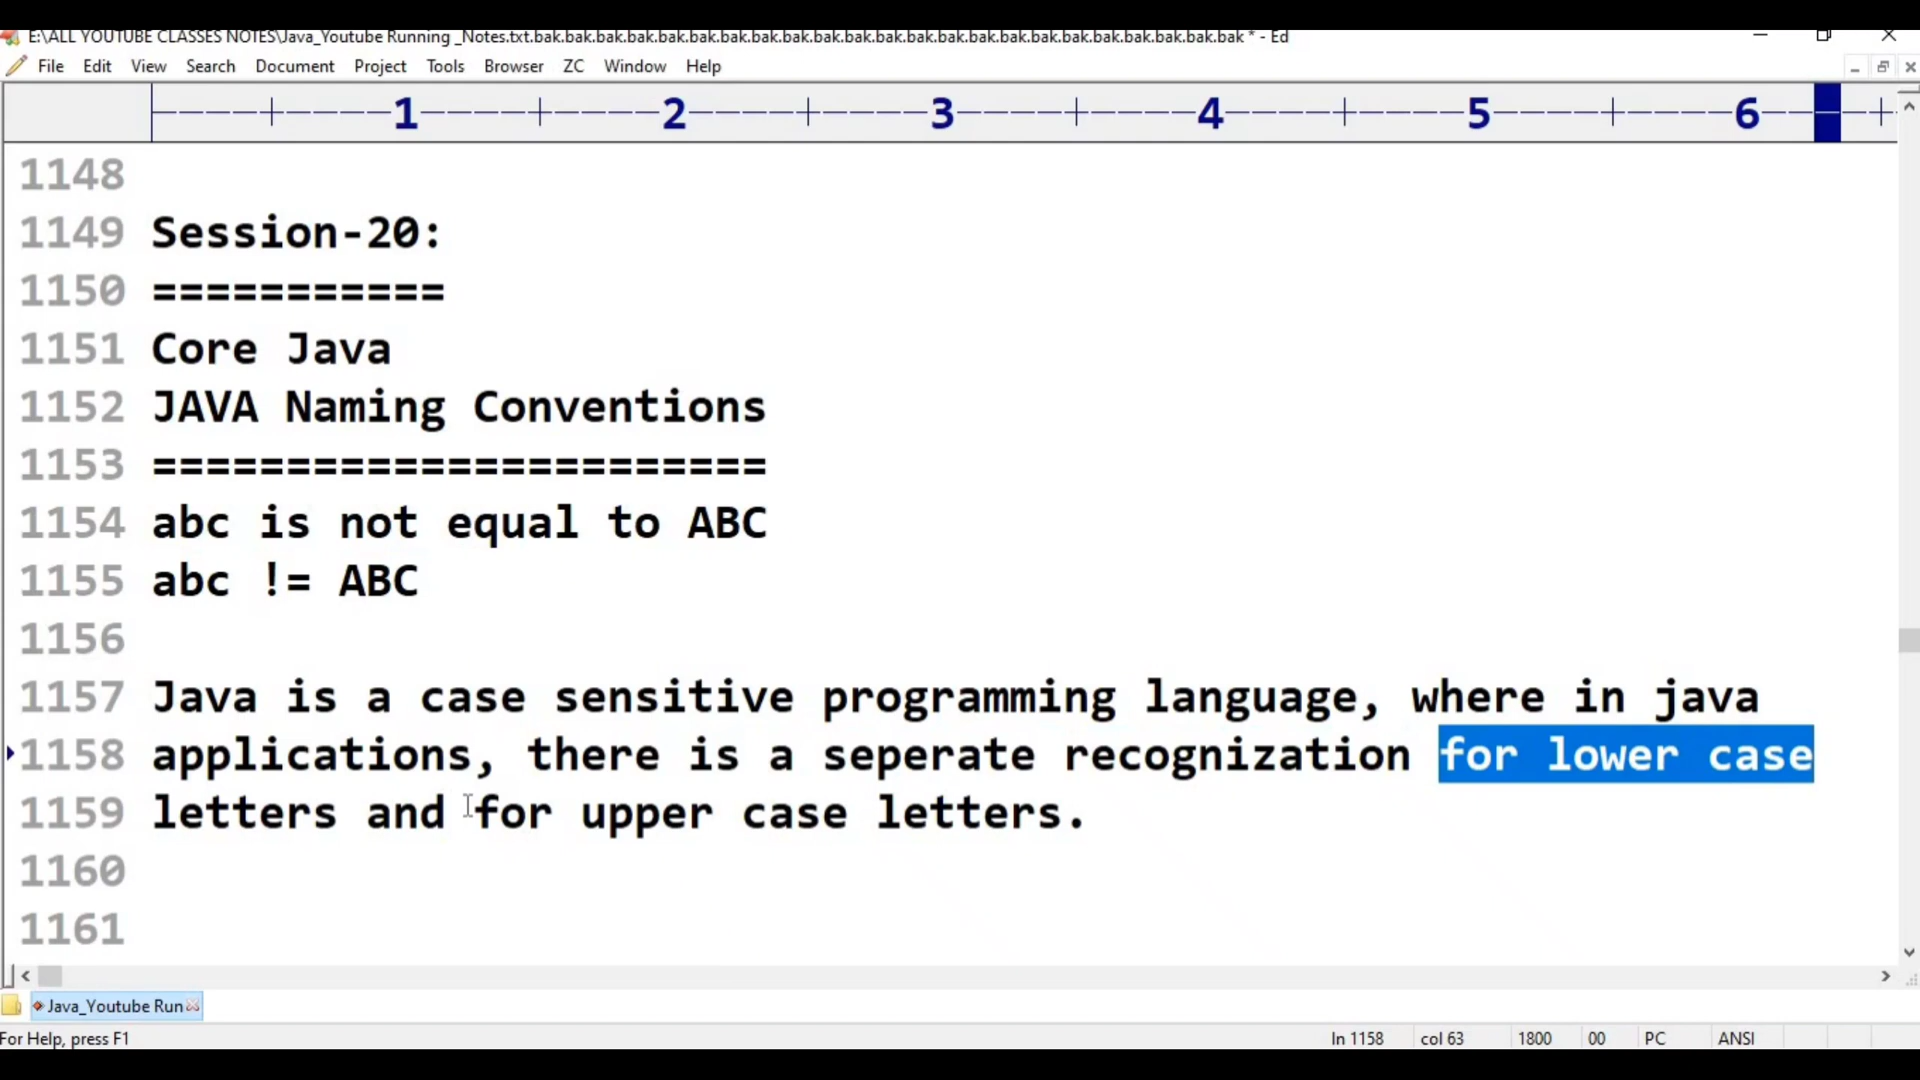 E:\ALL YOUTUBE CLASSES NOTES\Java_Youtube Running _Notes.txt.bak.bak.bak.bak.bak.bak.bak.bak.bak.bak.bak.bak.bak.bak.bak.bak.bak.bak.bak.bak.bak.bak.bak * - Ed
File Edit View Search Document Project Tools Browser ZC Window Help
1 2 3 4 5 6
1148
1149 Session-20:
1150 ===========
1151 Core Java
1152 JAVA Naming Conventions
1153 =======================
1154 abc is not equal to ABC
1155 abc != ABC
1156
1157 Java is a case sensitive programming language, where in java
1158 applications, there is a seperate recognization for lower case
1159 letters and for upper case letters.
1160
1161
Java_Youtube Run
For Help, press F1 ln 1158 col 63 1800 00 PC ANSI